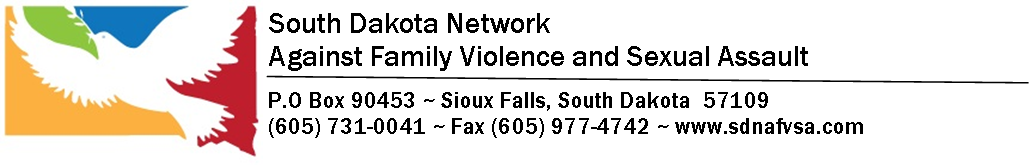 South Dakota Network
Against Family Violence and Sexual Assault
P.O Box 90453 ~ Sioux Falls, South Dakota  57109
(605) 731-0041 ~ Fax (605) 977-4742 ~ www.sdnafvsa.com